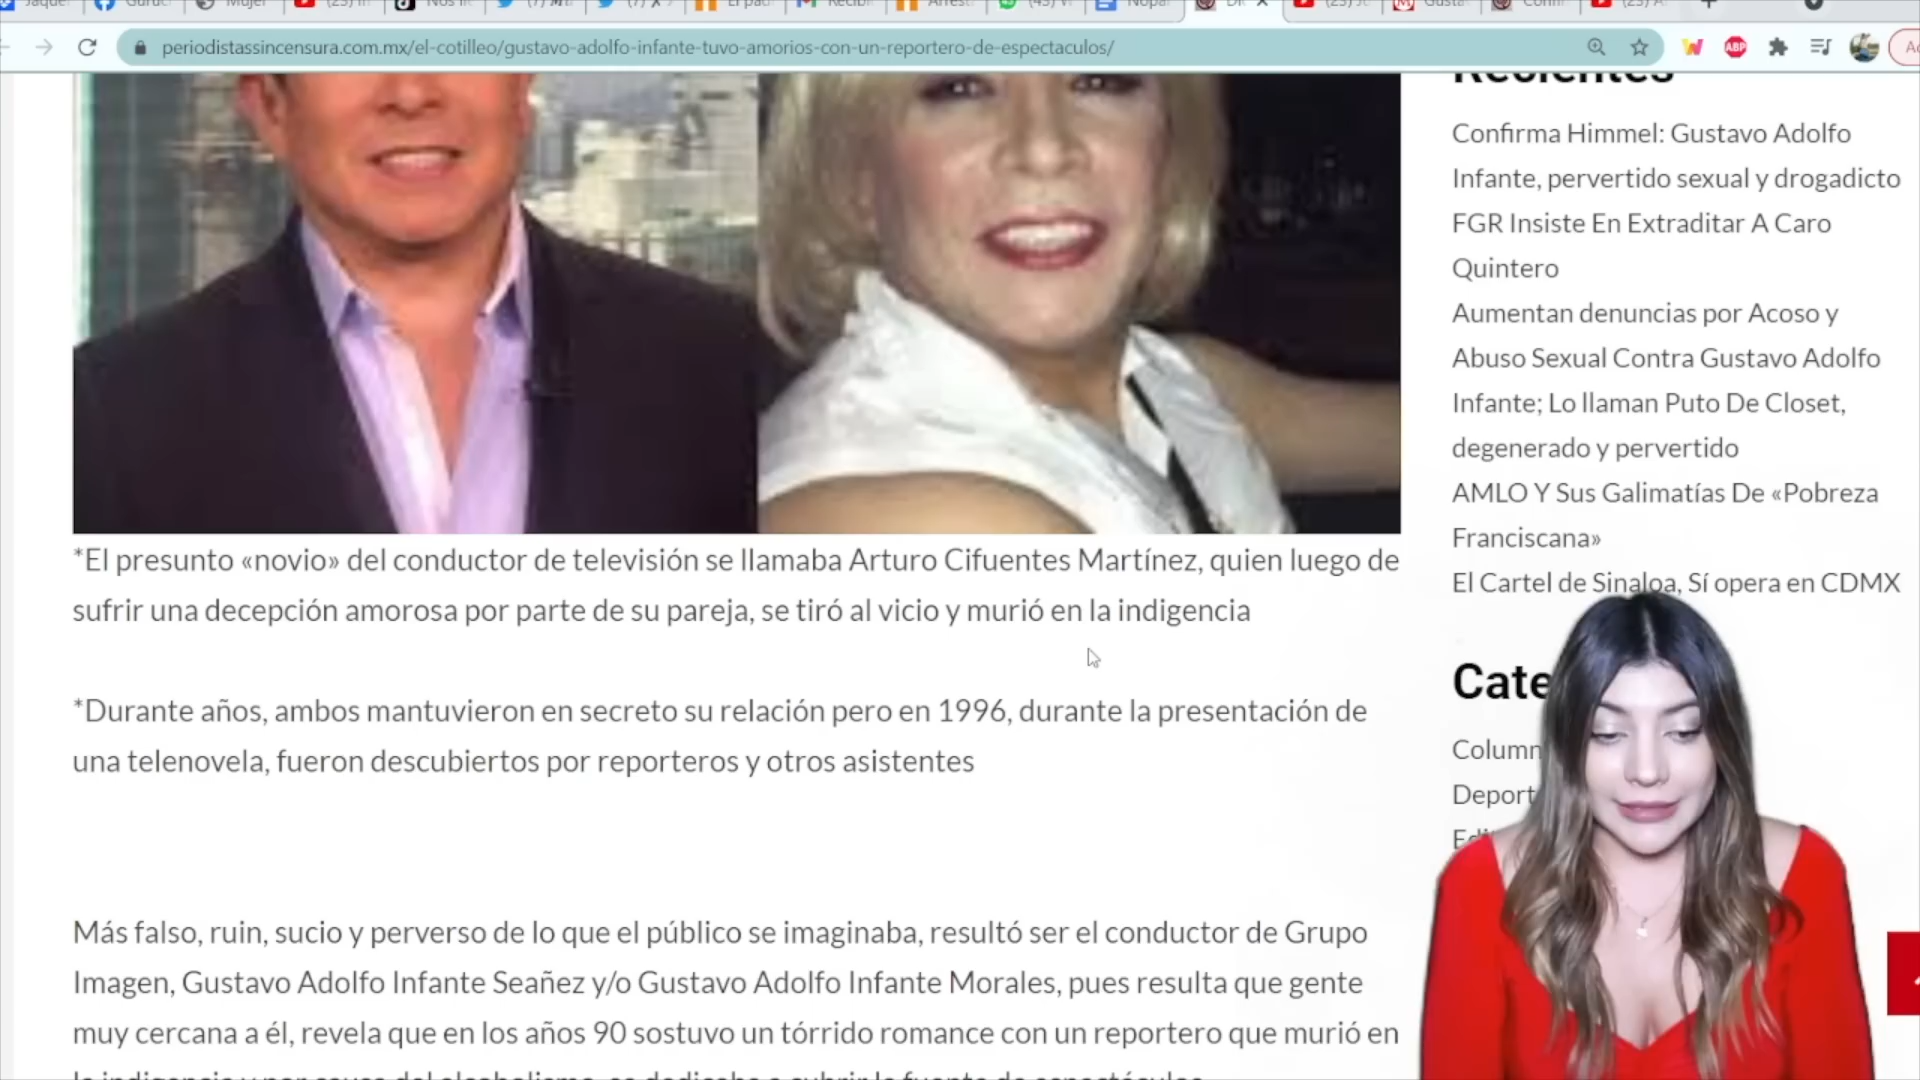 periodistassincensura.com.mx/el-cotilleo/gustavo-adolfo-infante-tuvo-amorios-con-un-reportero-de-espectaculos/
ABP
Recientes
Confirma Himmel: Gustavo Adolfo
Infante, pervertido sexual y drogadicto
FGR Insiste En Extraditar A Caro
Quintero
Aumentan denuncias por Acoso y
Abuso Sexual Contra Gustavo Adolfo
Infante; Lo llaman Puto De Closet,
degenerado y pervertido
AMLO Y Sus Galimatías De «Pobreza
Franciscana»
El Cartel de Sinaloa, Sí opera en CDMX
Cate
Column
Deport
*El presunto «novio» del conductor de televisión se llamaba Arturo Cifuentes Martínez, quien luego de
sufrir una decepción amorosa por parte de su pareja, se tiró al vicio y murió en la indigencia
*Durante años, ambos mantuvieron en secreto su relación pero en 1996, durante la presentación de
una telenovela, fueron descubiertos por reporteros y otros asistentes
Más falso, ruin, sucio y perverso de lo que el público se imaginaba, resultó ser el conductor de Grupo
Imagen, Gustavo Adolfo Infante Seañez y/o Gustavo Adolfo Infante Morales, pues resulta que gente
muy cercana a él, revela que en los años 90 sostuvo un tórrido romance con un reportero que murió en